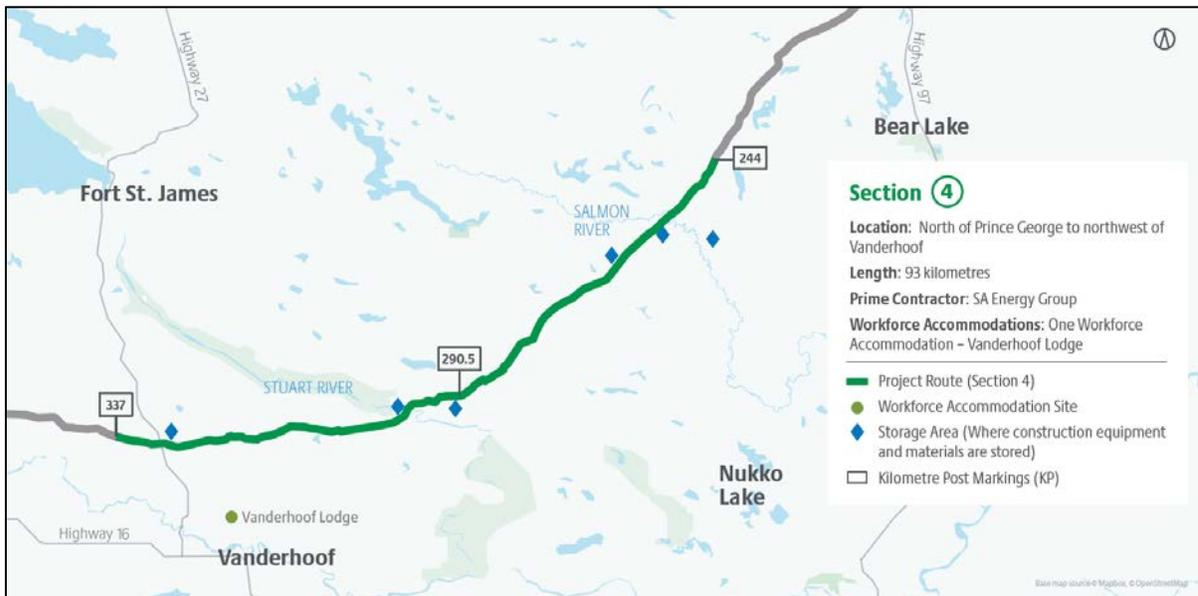 Highway 27
Highway 97
Bear Lake
244
Fort St. James
SALMON
RIVER
290.5
STUART RIVER
337
Nukko
Lake
Vanderhoof Lodge
Highway 16
Vanderhoof
Section 4
Location: North of Prince George to northwest of
Vanderhoof
Length: 93 kilometres
Prime Contractor: SA Energy Group
Workforce Accommodations: One Workforce
Accommodation – Vanderhoof Lodge
Project Route (Section 4)
Workforce Accommodation Site
Storage Area (Where construction equipment
and materials are stored)
Kilometre Post Markings (KP)
Base map source © Mapbox, © OpenStreetMap